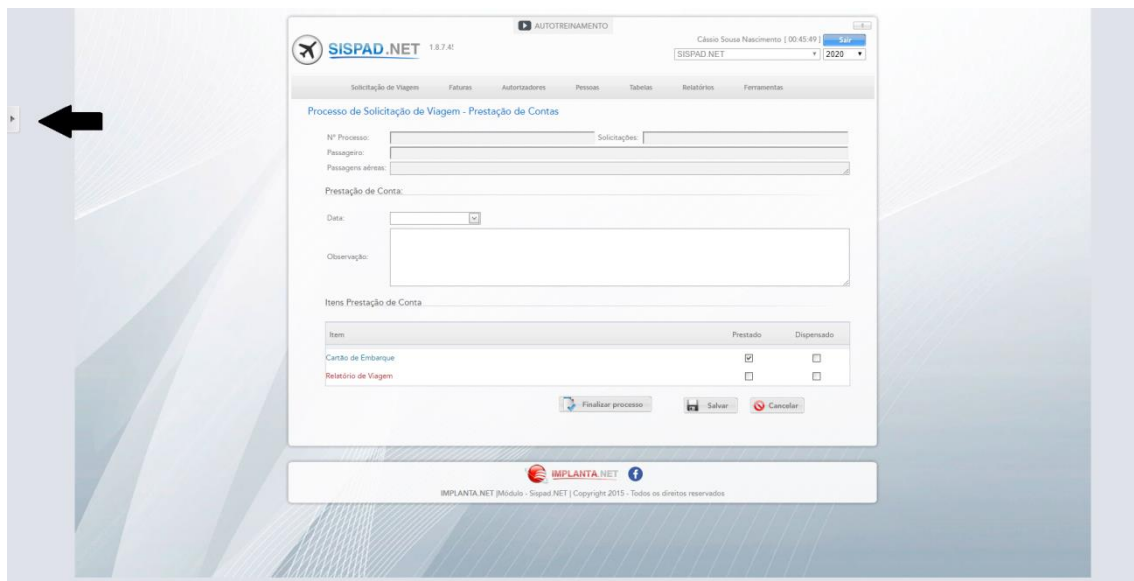 AUTOTREINAMENTO
SISPAD.NET
Cássio Sousa Nascimento [ 00:45:49 ] Sair
SISPAD.NET 2020
Solicitação de Viagem Faturas Autorizadores Pessoas Tabelas Relatórios Ferramentas
Processo de Solicitação de Viagem - Prestação de Contas
Nº Processo: Solicitações:
Passageiro:
Passagens aéreas:
Prestação de Conta:
Data:
Observação:
Itens Prestação de Conta
Item Prestado Dispensado
Cartão de Embarque
Relatório de Viagem
Finalizar processo Salvar Cancelar
IMPLANTA.NET
IMPLANTA.NET |Módulo - Sispad.NET | Copyright 2015 - Todos os direitos reservados